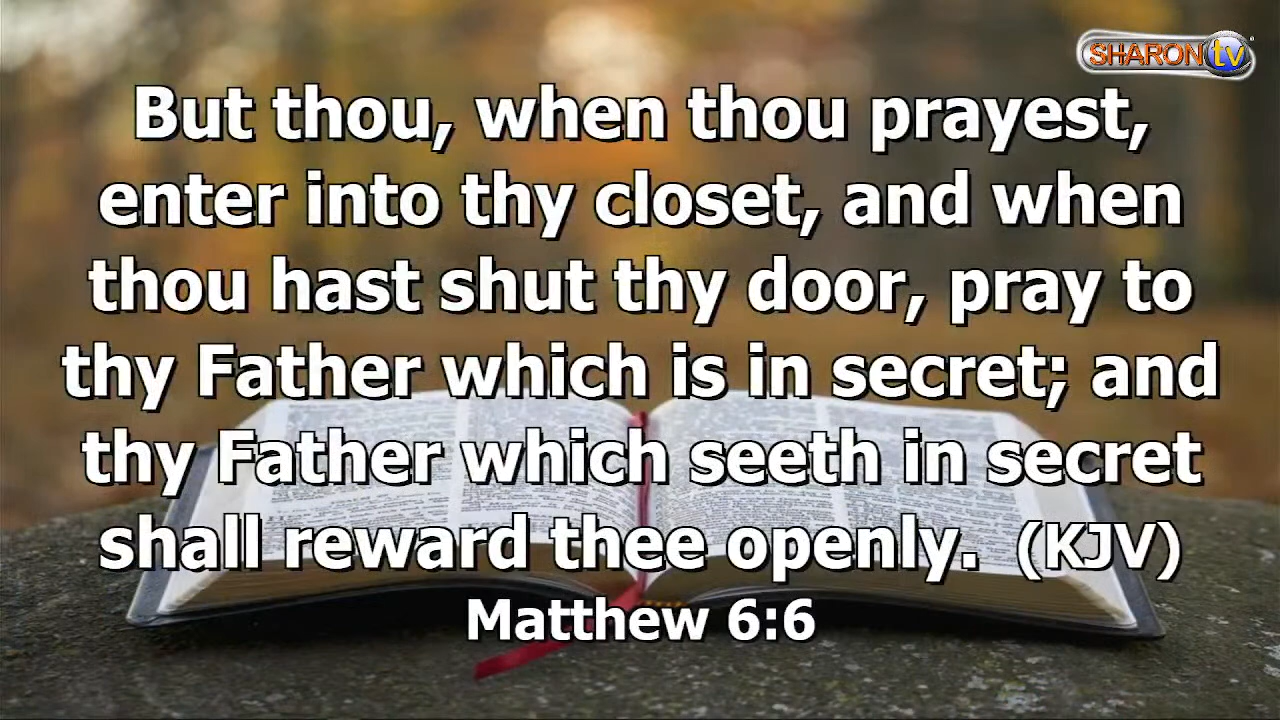 SHARON tv
But thou, when thou prayest,
enter into thy closet, and when
thou hast shut thy door, pray to
thy Father which is in secret; and
thy Father which seeth in secret
shall reward thee openly. (KJV)
Matthew 6:6